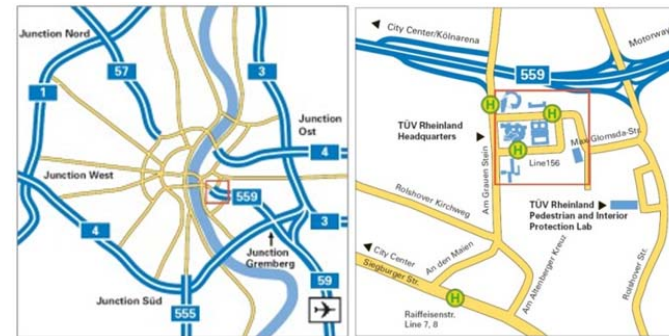 Junction Nord
57
3
1
Junction
Ost
4
Junction West
559
4
3
Junction
Gremberg
59
Junction Süd
555
City Center/Kölnarena
Motorway
559
H
TÜV Rheinland
Headquarters
H
H
Max-Glomsda-Str.
Line156
Am Grauen Stein
Rolshover Kirchweg
TÜV Rheinland
Pedestrian and Interior
Protection Lab
City Center
Siegburger Str.
An den Maien
Am Altenberger Kreuz
Rolshover Str.
H
Raiffeisenstr.
Line 7, 8